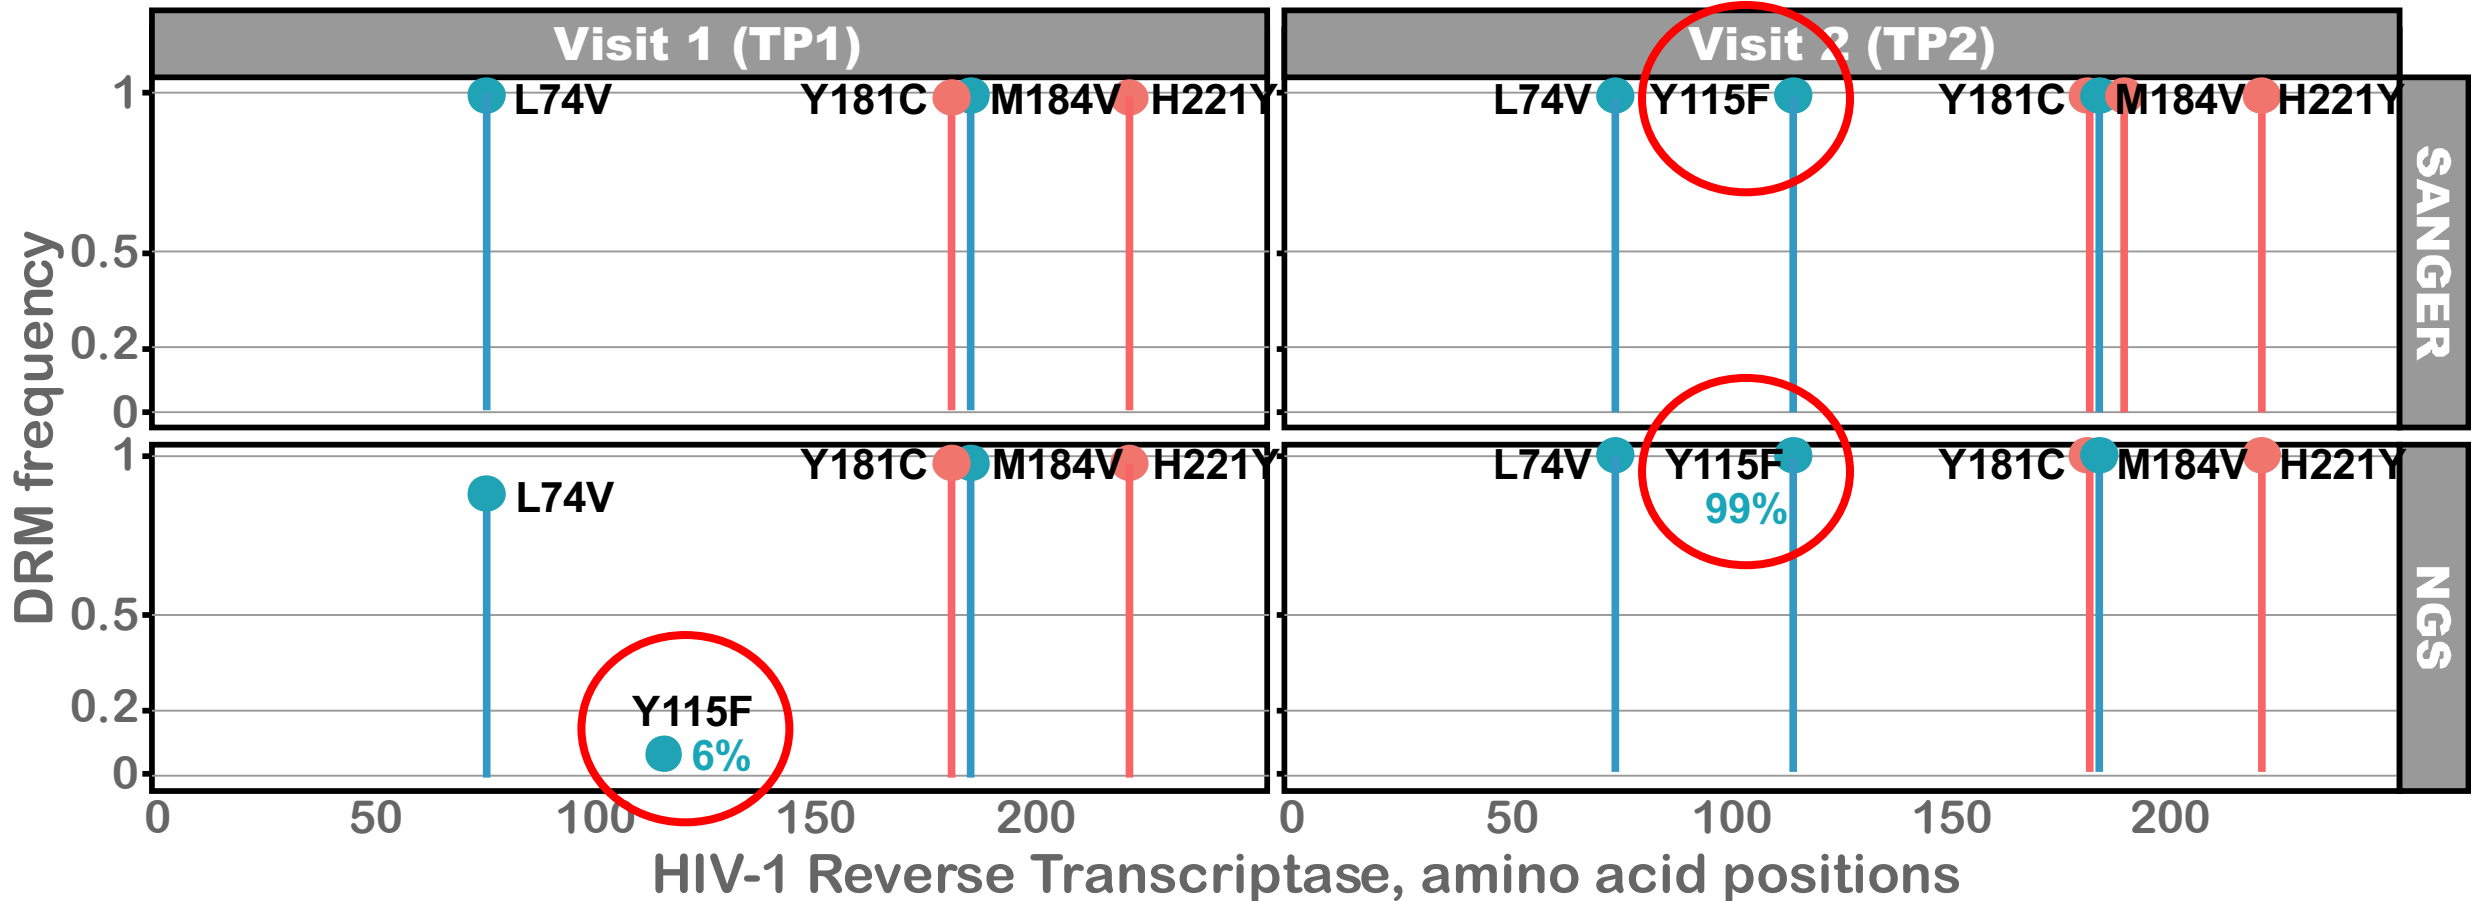 Visit 1 (TP1)
Visit 2 (TP2)
1
L74V
Y181C
M184V
H221Y
L74V
Y115F
Y181C
M184V
H221Y
0.5
0.2
0
SANGER
DRM frequency
1
L74V
Y181C
M184V
H221Y
Y115F
6%
L74V
Y115F
99%
Y181C
M184V
H221Y
0.5
0.2
0
NGS
0 50 100 150 200
0 50 100 150 200
HIV-1 Reverse Transcriptase, amino acid positions